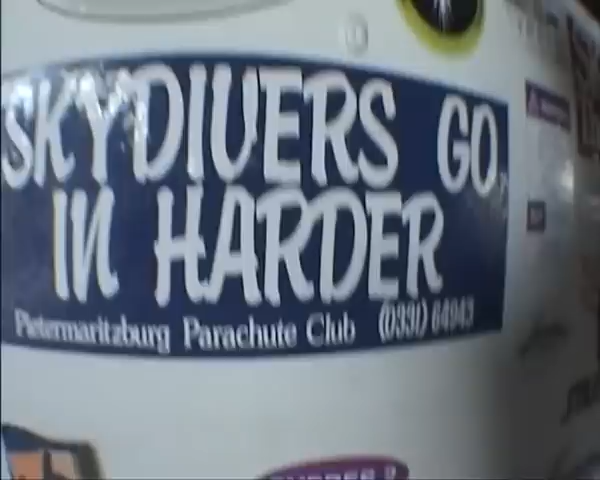 SKYDIVERS GO
IN HARDER
Pietermaritzburg Parachute Club (0331) 64943